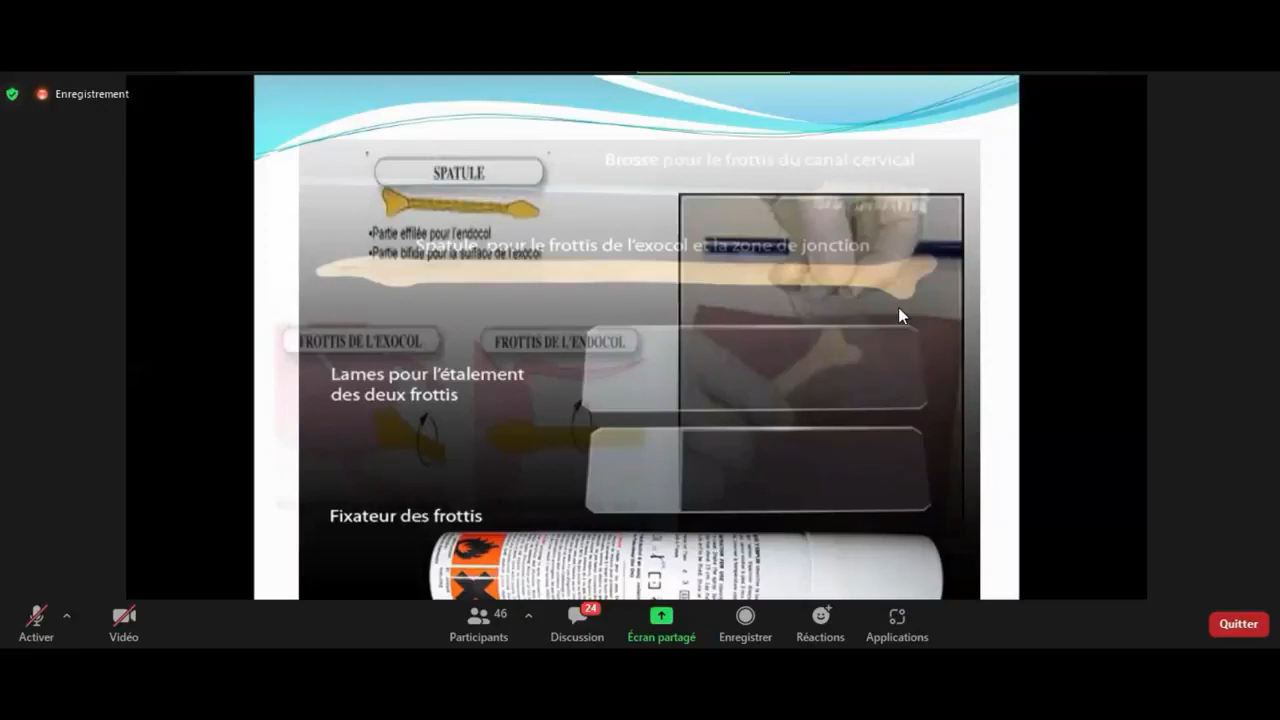 Enregistrement
SPATULE
Brosse pour le frottis du canal cervical
•Partie effilée pour l'endocol
Spatule, pour le frottis de l'exocol et la zone de jonction
•Partie bifide pour la surface de l'exocol
FROTTIS DE L'EXOCOL
FROTTIS DE L'ENDOCOL
Lames pour l'étalement
des deux frottis
Fixateur des frottis
46
24
Activer
Vidéo
Participants
Discussion
Écran partagé
Enregistrer
Réactions
Applications
Quitter